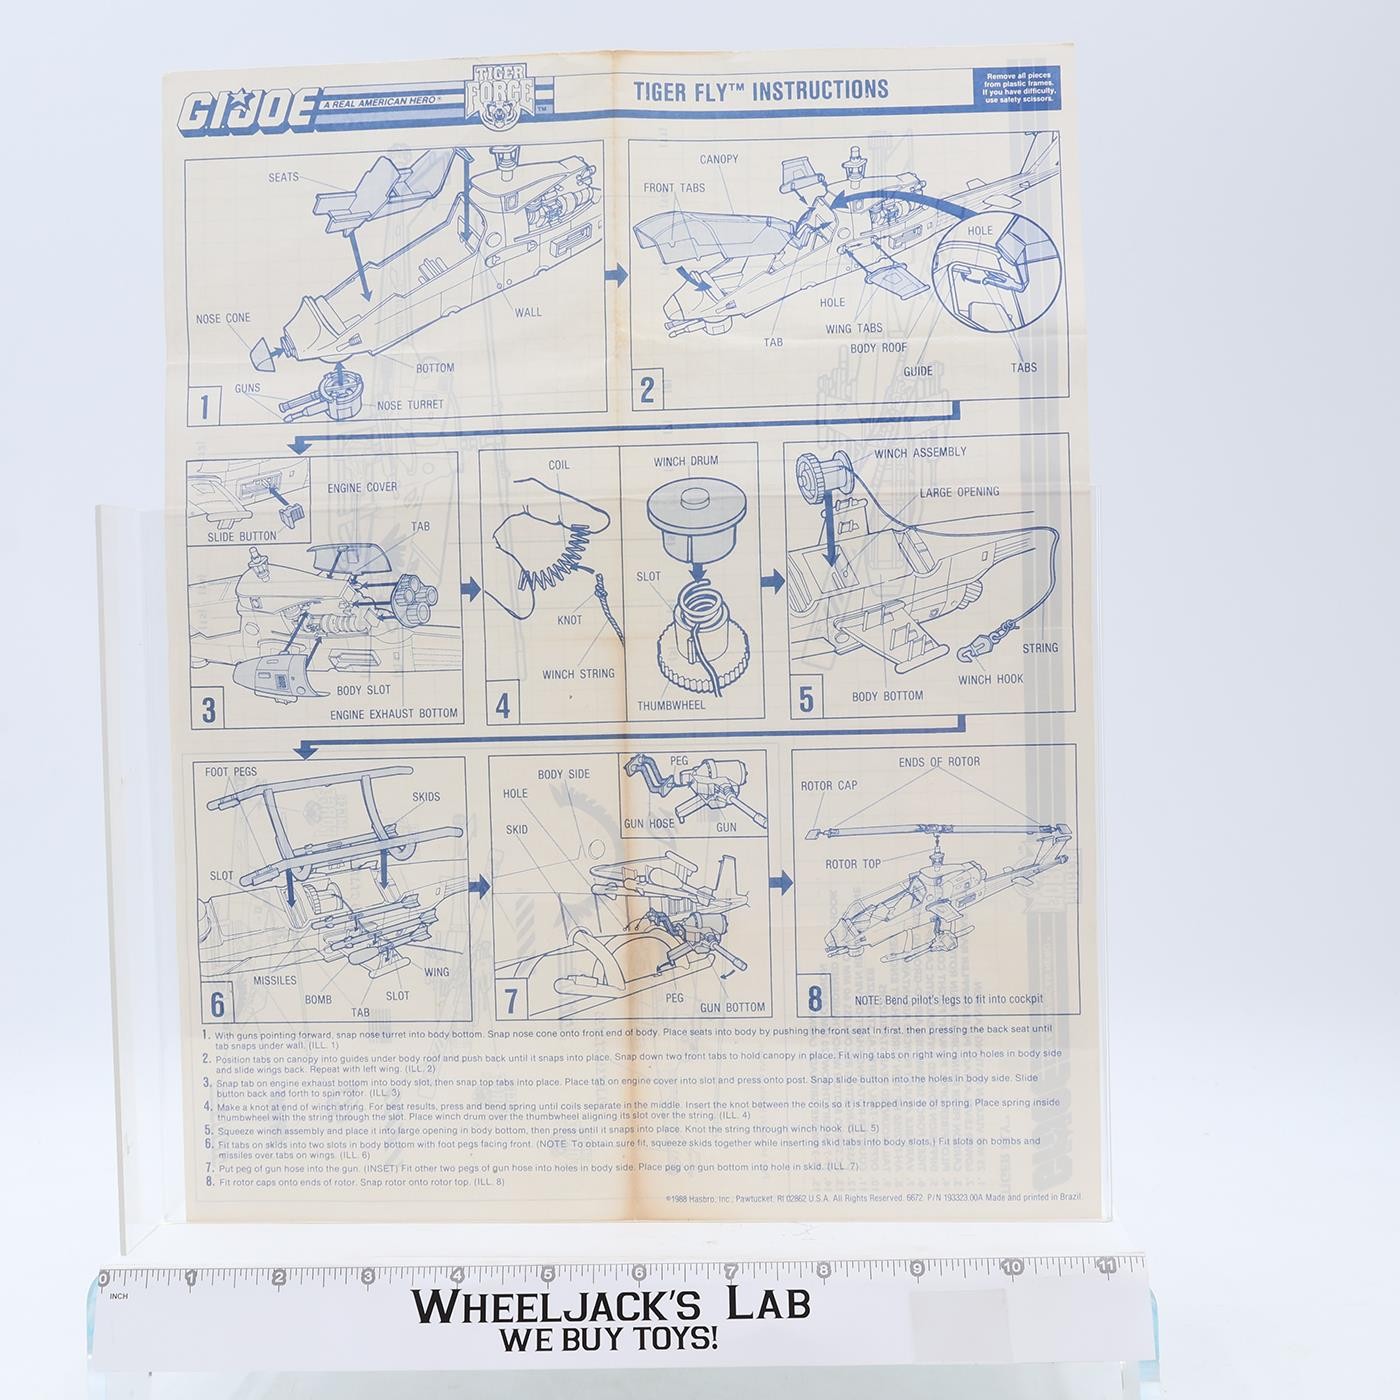 GI JOE
A REAL AMERICAN HERO®
TIGER
FORCE
TM
TIGER FLY™ INSTRUCTIONS
Remove all pieces
from plastic frames.
If you have difficulty,
use safety scissors.
SEATS
NOSE CONE
WALL
BOTTOM
GUNS
NOSE TURRET
1
CANOPY
FRONT TABS
HOLE
HOLE
WING TABS
TAB
BODY ROOF
GUIDE
TABS
2
ENGINE COVER
SLIDE BUTTON
TAB
BODY SLOT
ENGINE EXHAUST BOTTOM
3
COIL
KNOT
WINCH STRING
WINCH DRUM
SLOT
THUMBWHEEL
4
WINCH ASSEMBLY
LARGE OPENING
STRING
WINCH HOOK
BODY BOTTOM
5
FOOT PEGS
SKIDS
SLOT
MISSILES
BOMB
TAB
SLOT
WING
6
BODY SIDE
HOLE
SKID
PEG
GUN HOSE
GUN
PEG
GUN BOTTOM
7
ENDS OF ROTOR
ROTOR CAP
ROTOR TOP
8
NOTE: Bend pilot's legs to fit into cockpit
1. With guns pointing forward, snap nose turret into body bottom. Snap nose cone onto front end of body. Place seats into body by pushing the front seat in first, then pressing the back seat until
tab snaps under wall. (ILL. 1)
2. Position tabs on canopy into guides under body roof and push back until it snaps into place. Snap down two front tabs to hold canopy in place. Fit wing tabs on right wing into holes in body side
and slide wings back. Repeat with left wing. (ILL. 2)
3. Snap tab on engine exhaust bottom into body slot, then snap top tabs into place. Place tab on engine cover into slot and press onto post. Snap slide button into the holes in body side. Slide
button back and forth to spin rotor. (ILL. 3)
4. Make a knot at end of winch string. For best results, press and bend spring until coils separate in the middle. Insert the knot between the coils so it is trapped inside of spring. Place spring inside
thumbwheel with the string through the slot. Place winch drum over the thumbwheel aligning its slot over the string. (ILL. 4)
5. Squeeze winch assembly and place it into large opening in body bottom, then press until it snaps into place. Knot the string through winch hook. (ILL. 5)
6. Fit tabs on skids into two slots in body bottom with foot pegs facing front. (NOTE: To obtain sure fit, squeeze skids together while inserting skid tabs into body slots.) Fit slots on bombs and
missiles over tabs on wings. (ILL. 6)
7. Put peg of gun hose into the gun. (INSET) Fit other two pegs of gun hose into holes in body side. Place peg on gun bottom into hole in skid. (ILL. 7)
8. Fit rotor caps onto ends of rotor. Snap rotor onto rotor top. (ILL. 8)
©1988 Hasbro, Inc., Pawtucket, RI 02862 U.S.A. All Rights Reserved. 6672 P/N 193323.00A Made and printed in Brazil.
0 1 2 3 4 5 6 7 8 9 10 11
INCH
WHEELJACK'S LAB
WE BUY TOYS!